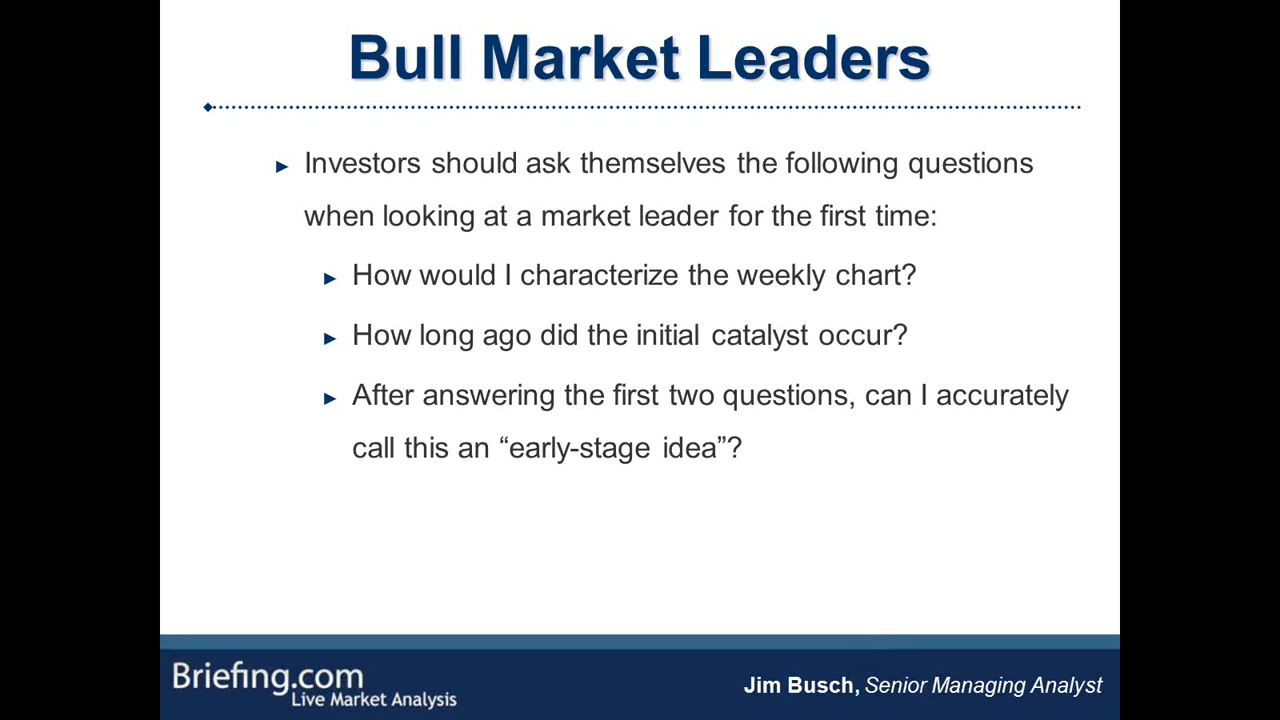 Bull Market Leaders
► Investors should ask themselves the following questions
when looking at a market leader for the first time:
► How would I characterize the weekly chart?
► How long ago did the initial catalyst occur?
► After answering the first two questions, can I accurately
call this an “early-stage idea”?
Briefing.com
Live Market Analysis
Jim Busch, Senior Managing Analyst